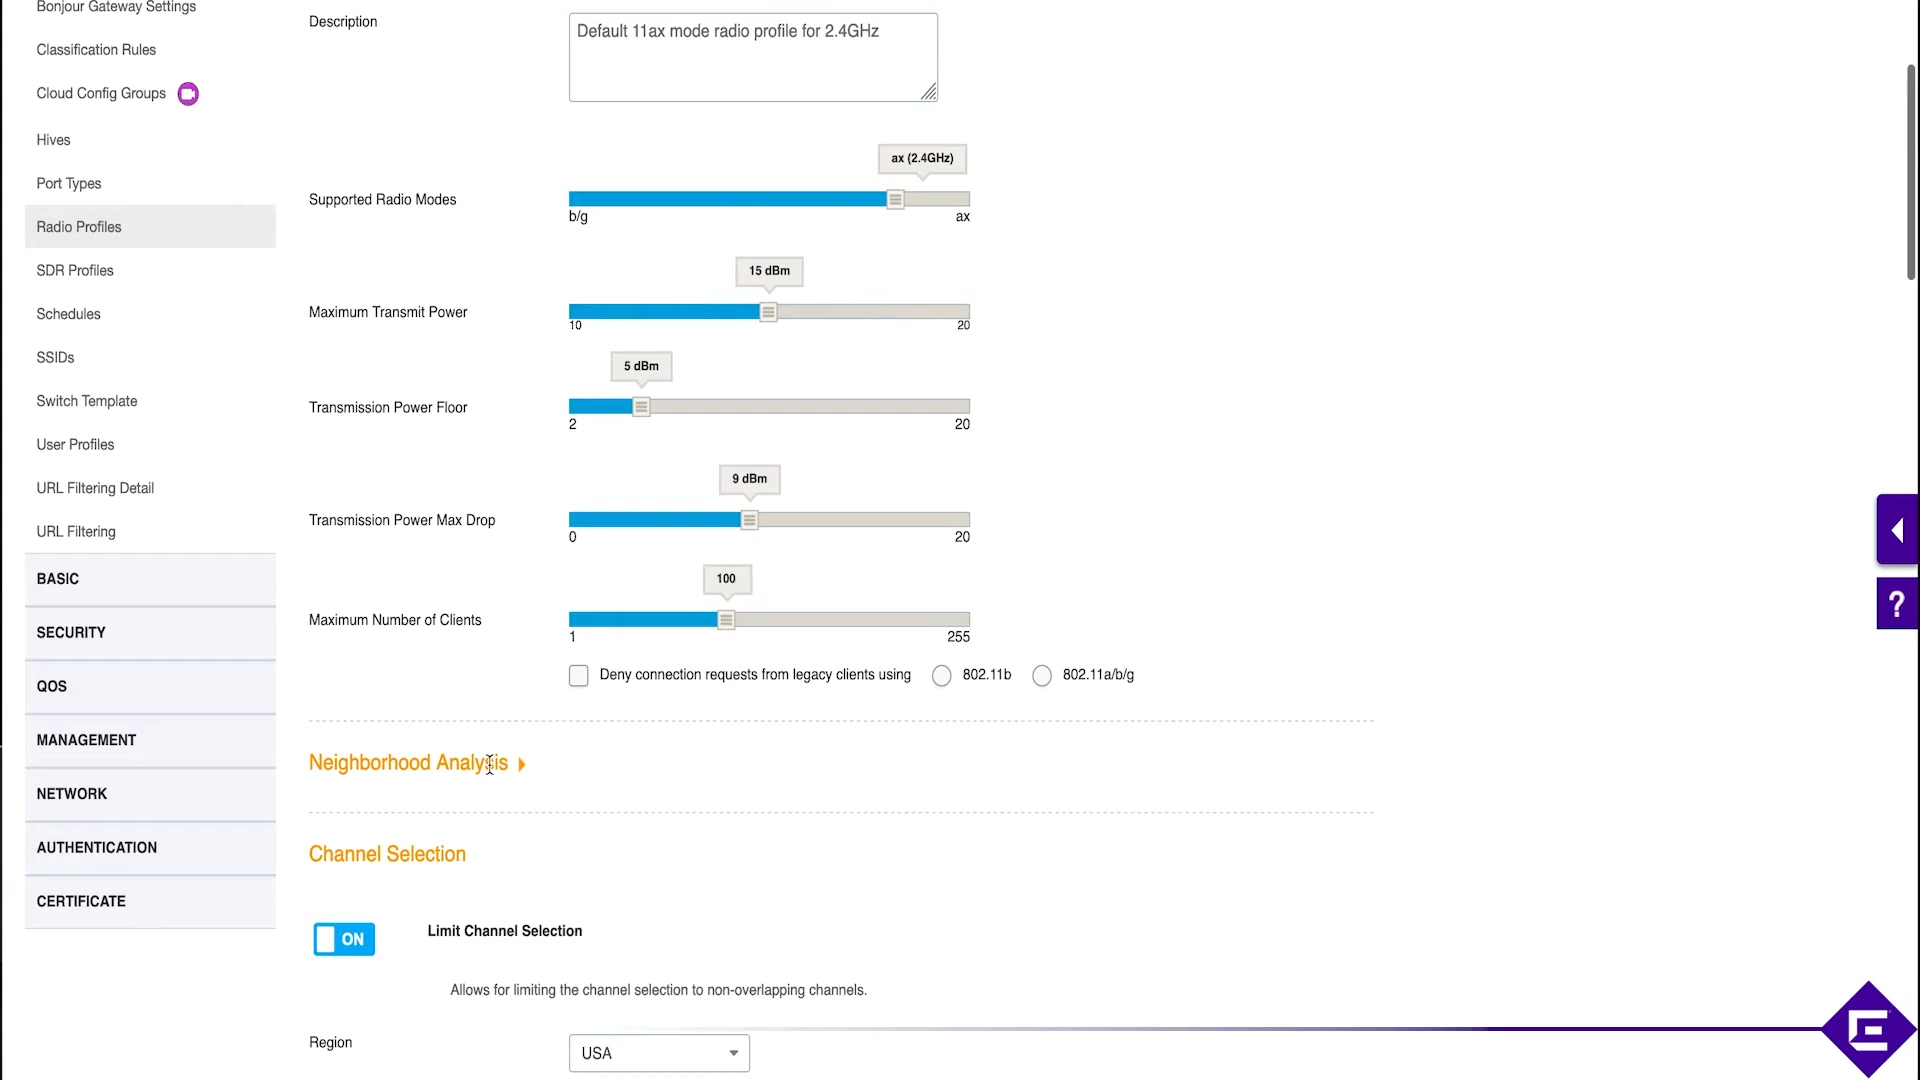 Bonjour Gateway Settings
Classification Rules
Cloud Config Groups
Hives
Port Types
Radio Profiles
SDR Profiles
Schedules
SSIDs
Switch Template
User Profiles
URL Filtering Detail
URL Filtering
BASIC
SECURITY
QOS
MANAGEMENT
NETWORK
AUTHENTICATION
CERTIFICATE
Description
Default 11ax mode radio profile for 2.4GHz
ax (2.4GHz)
Supported Radio Modes
b/g ax
15 dBm
Maximum Transmit Power
10 20
5 dBm
Transmission Power Floor
2 20
9 dBm
Transmission Power Max Drop
0 20
100
Maximum Number of Clients
1 255
Deny connection requests from legacy clients using 802.11b 802.11a/b/g
Neighborhood Analysis
Channel Selection
ON Limit Channel Selection
Allows for limiting the channel selection to non-overlapping channels.
Region USA
?
E